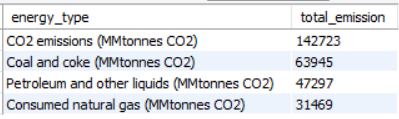 energy_type total_emission
CO2 emissions (MMtonnes CO2) 142723
Coal and coke (MMtonnes CO2) 63945
Petroleum and other liquids (MMtonnes CO2) 47297
Consumed natural gas (MMtonnes CO2) 31469